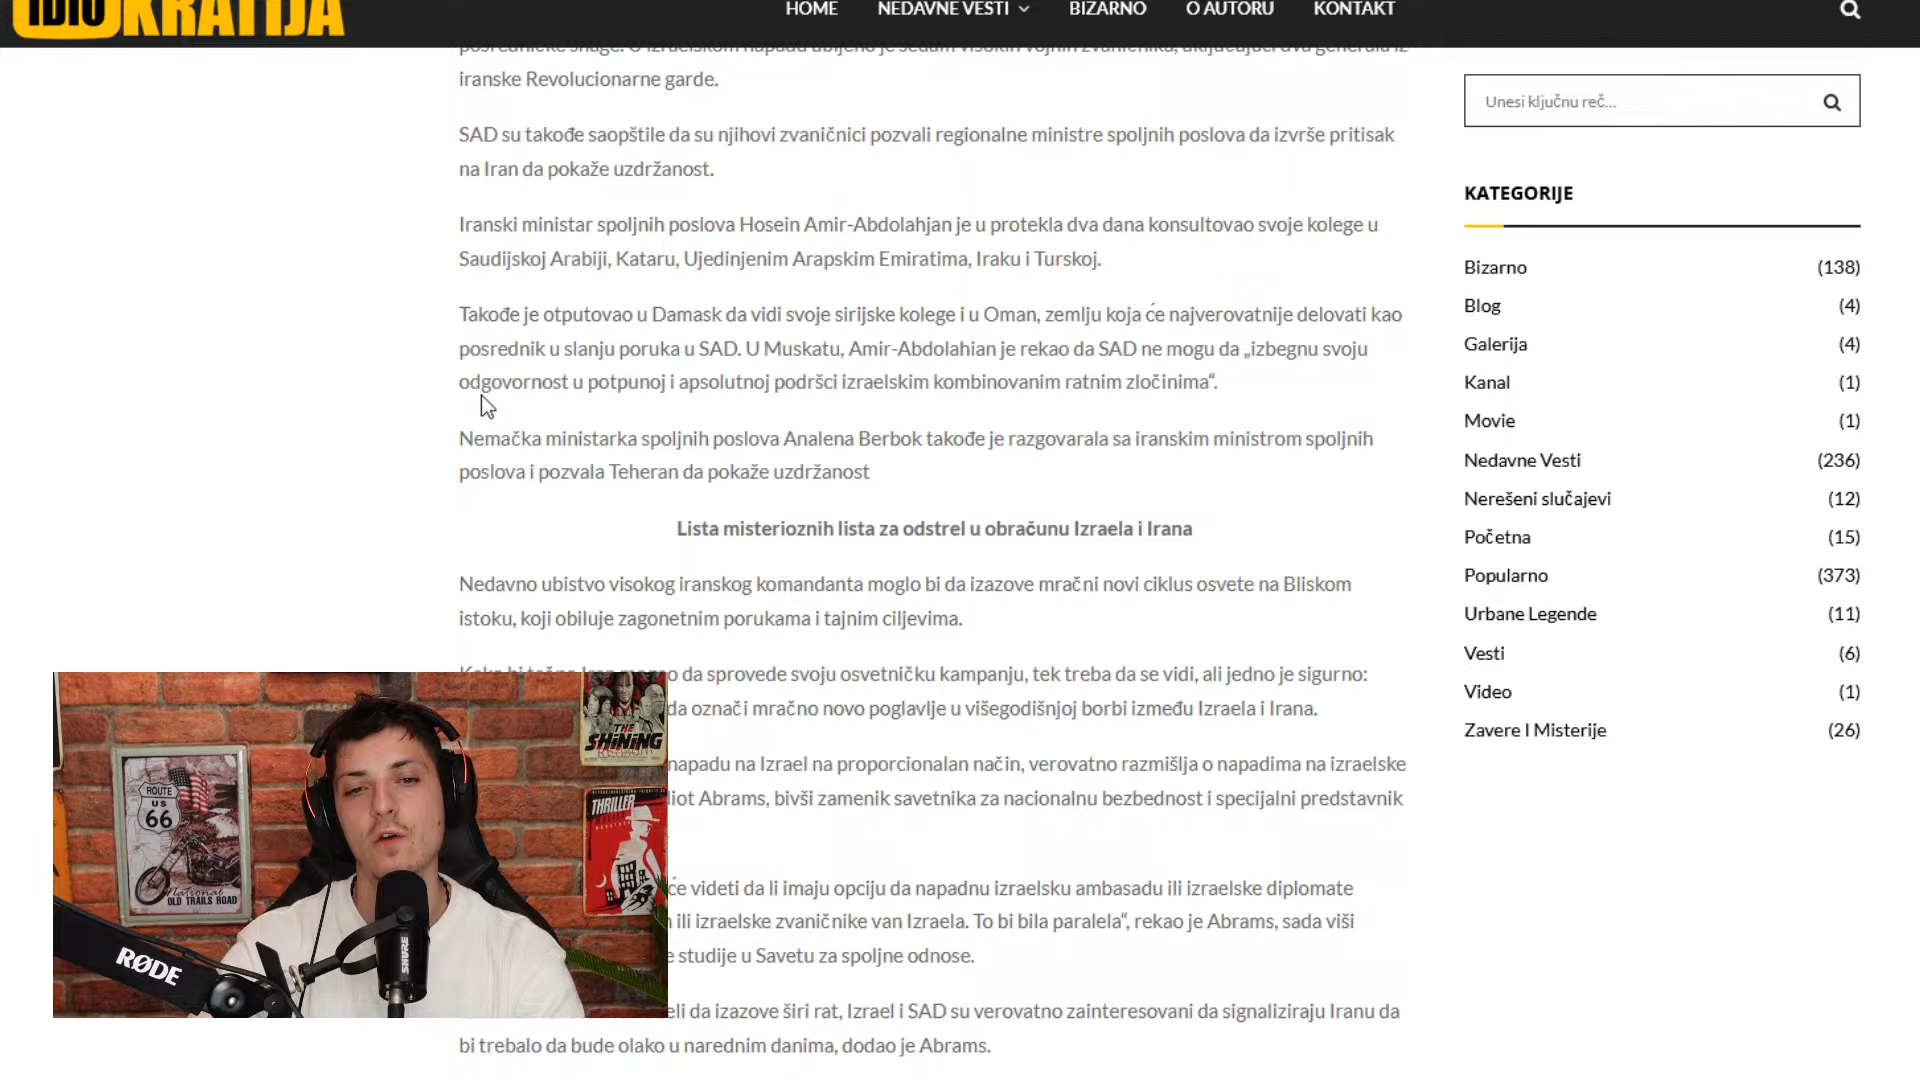 IDIOKRATIJA
HOME
NEDAVNE VESTI
BIZARNO
O AUTORU
KONTAKT
iranske Revolucionarne garde.
SAD su takođe saopštile da su njihovi zvaničnici pozvali regionalne ministre spoljnih poslova da izvrše pritisak
na Iran da pokaže uzdržanost.
Iranski ministar spoljnih poslova Hosein Amir-Abdolahjan je u protekla dva dana konsultovao svoje kolege u
Saudijskoj Arabiji, Kataru, Ujedinjenim Arapskim Emiratima, Iraku i Turskoj.
Takođe je otputovao u Damask da vidi svoje sirijske kolege i u Oman, zemlju koja će najverovatnije delovati kao
posrednik u slanju poruka u SAD. U Muskatu, Amir-Abdolahian je rekao da SAD ne mogu da „izbegnu svoju
odgovornost u potpunoj i apsolutnoj podršci izraelskim kombinovanim ratnim zločinima“.
Nemačka ministarka spoljnih poslova Analena Berbok takođe je razgovarala sa iranskim ministrom spoljnih
poslova i pozvala Teheran da pokaže uzdržanost
Lista misterioznih lista za odstrel u obračunu Izraela i Irana
Nedavno ubistvo visokog iranskog komandanta moglo bi da izazove mračni novi ciklus osvete na Bliskom
istoku, koji obiluje zagonetnim porukama i tajnim ciljevima.
da sprovede svoju osvetničku kampanju, tek treba da se vidi, ali jedno je sigurno:
da označi mračno novo poglavlje u višegodišnjoj borbi između Izraela i Irana.
napadu na Izrael na proporcionalan način, verovatno razmišlja o napadima na izraelske
liot Abrams, bivši zamenik savetnika za nacionalnu bezbednost i specijalni predstavnik
će videti da li imaju opciju da napadnu izraelsku ambasadu ili izraelske diplomate
ili izraelske zvaničnike van Izraela. To bi bila paralela“, rekao je Abrams, sada viši
e studije u Savetu za spoljne odnose.
eli da izazove širi rat, Izrael i SAD su verovatno zainteresovani da signaliziraju Iranu da
bi trebalo da bude olako u narednim danima, dodao je Abrams.
Unesi ključnu reč...
KATEGORIJE
Bizarno (138)
Blog (4)
Galerija (4)
Kanal (1)
Movie (1)
Nedavne Vesti (236)
Nerešeni slučajevi (12)
Početna (15)
Popularno (373)
Urbane Legende (11)
Vesti (6)
Video (1)
Zavere I Misterije (26)
ROUTE
US
66
National
OLD TRAILS ROAD
THE
SHiNiNG
THRILLER
RØDE
SHURE